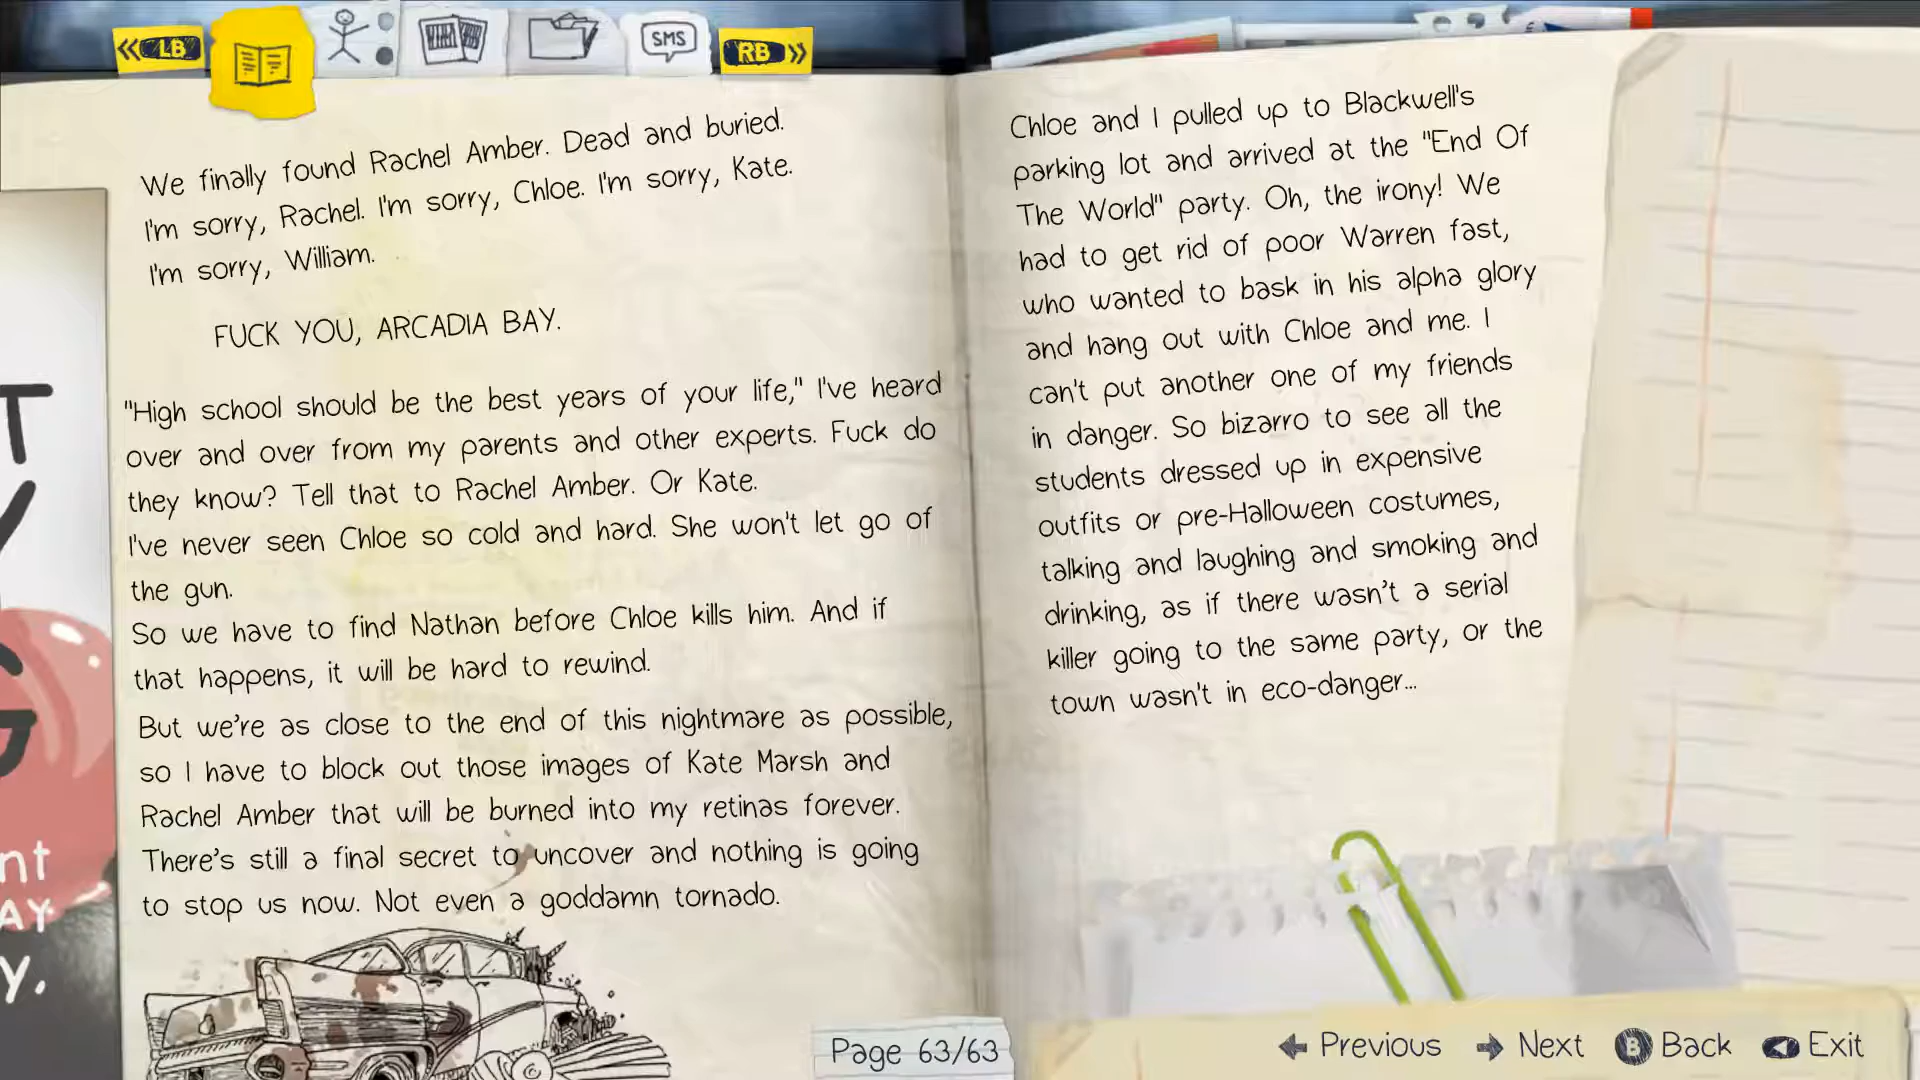 LB
SMS
RB
We finally found Rachel Amber. Dead and buried.
I'm sorry, Rachel. I'm sorry, Chloe. I'm sorry, Kate.
I'm sorry, William.
FUCK YOU, ARCADIA BAY.
"High school should be the best years of your life," I've heard
over and over from my parents and other experts. Fuck do
they know? Tell that to Rachel Amber. Or Kate.
I've never seen Chloe so cold and hard. She won't let go of
the gun.
So we have to find Nathan before Chloe kills him. And if
that happens, it will be hard to rewind.
But we're as close to the end of this nightmare as possible,
so I have to block out those images of Kate Marsh and
Rachel Amber that will be burned into my retinas forever.
There's still a final secret to uncover and nothing is going
to stop us now. Not even a goddamn tornado.
Chloe and I pulled up to Blackwell's
parking lot and arrived at the "End Of
The World" party. Oh, the irony! We
had to get rid of poor Warren fast,
who wanted to bask in his alpha glory
and hang out with Chloe and me. I
can't put another one of my friends
in danger. So bizarro to see all the
students dressed up in expensive
outfits or pre-Halloween costumes,
talking and laughing and smoking and
drinking, as if there wasn't a serial
killer going to the same party, or the
town wasn't in eco-danger...
T
Y
G
nt
AY
y.
Page 63/63
Previous
Next
B Back
Exit